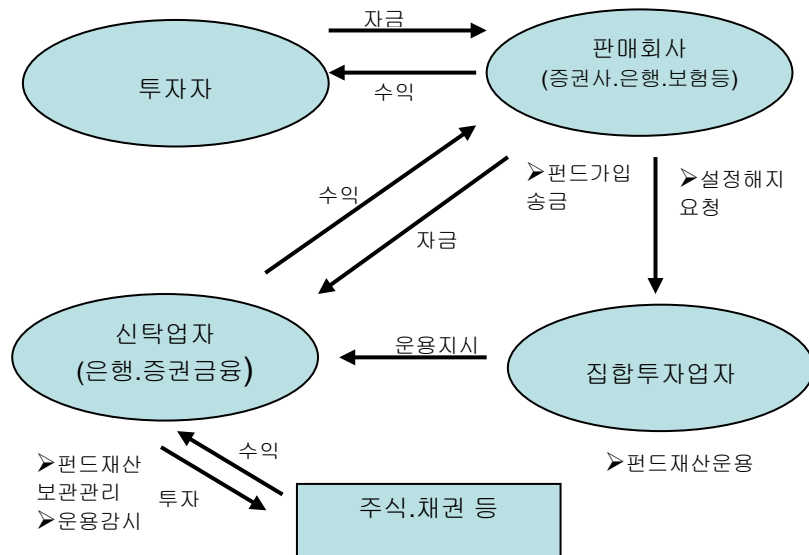 자금
투자자
판매회사
(증권사.은행.보험등)
수익
수익
자금
➢펀드가입
송금
➢설정해지
요청
신탁업자
(은행.증권금융)
운용지시
집합투자업자
➢펀드재산
보관관리
➢운용감시
수익
투자
➢펀드재산운용
주식.채권 등